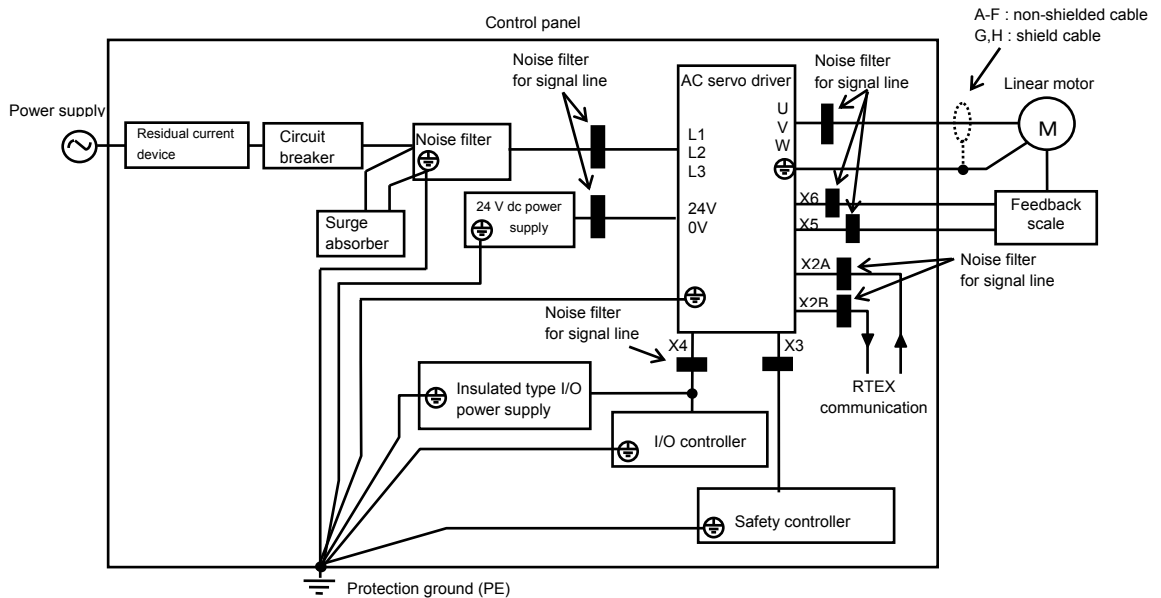 Control panel
A-F : non-shielded cable
G,H : shield cable
Power supply
Residual current
device
Circuit
breaker
Noise filter
Surge
absorber
Noise filter
for signal line
24 V dc power
supply
AC servo driver
L1
L2
L3
24V
0V
U
V
W
X6
X5
X2A
X2B
X4
X3
Noise filter
for signal line
Linear motor
M
Feedback
scale
Noise filter
for signal line
RTEX
communication
Noise filter
for signal line
Insulated type I/O
power supply
I/O controller
Safety controller
Protection ground (PE)